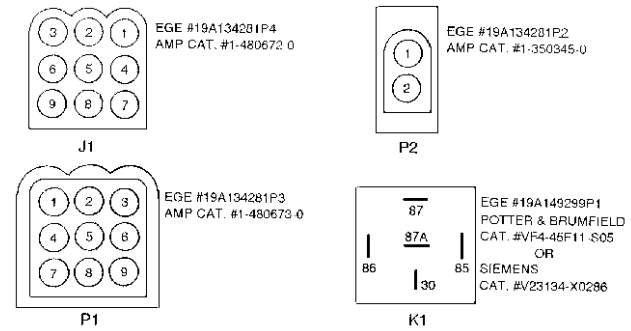 3 2 1
6 5 4
9 8 7
EGE #19A134281P4
AMP CAT. #1-480672-0
J1
1
2
EGE #19A134281P2
AMP CAT. #1-350345-0
P2
1 2 3
4 5 6
7 8 9
EGE #19A134281P3
AMP CAT. #1-480673-0
P1
87
87A
86
85
30
EGE #19A149299P1
POTTER & BRUMFIELD
CAT. #VF4-45F11-S05
OR
SIEMENS
CAT. #V23134-X0286
K1